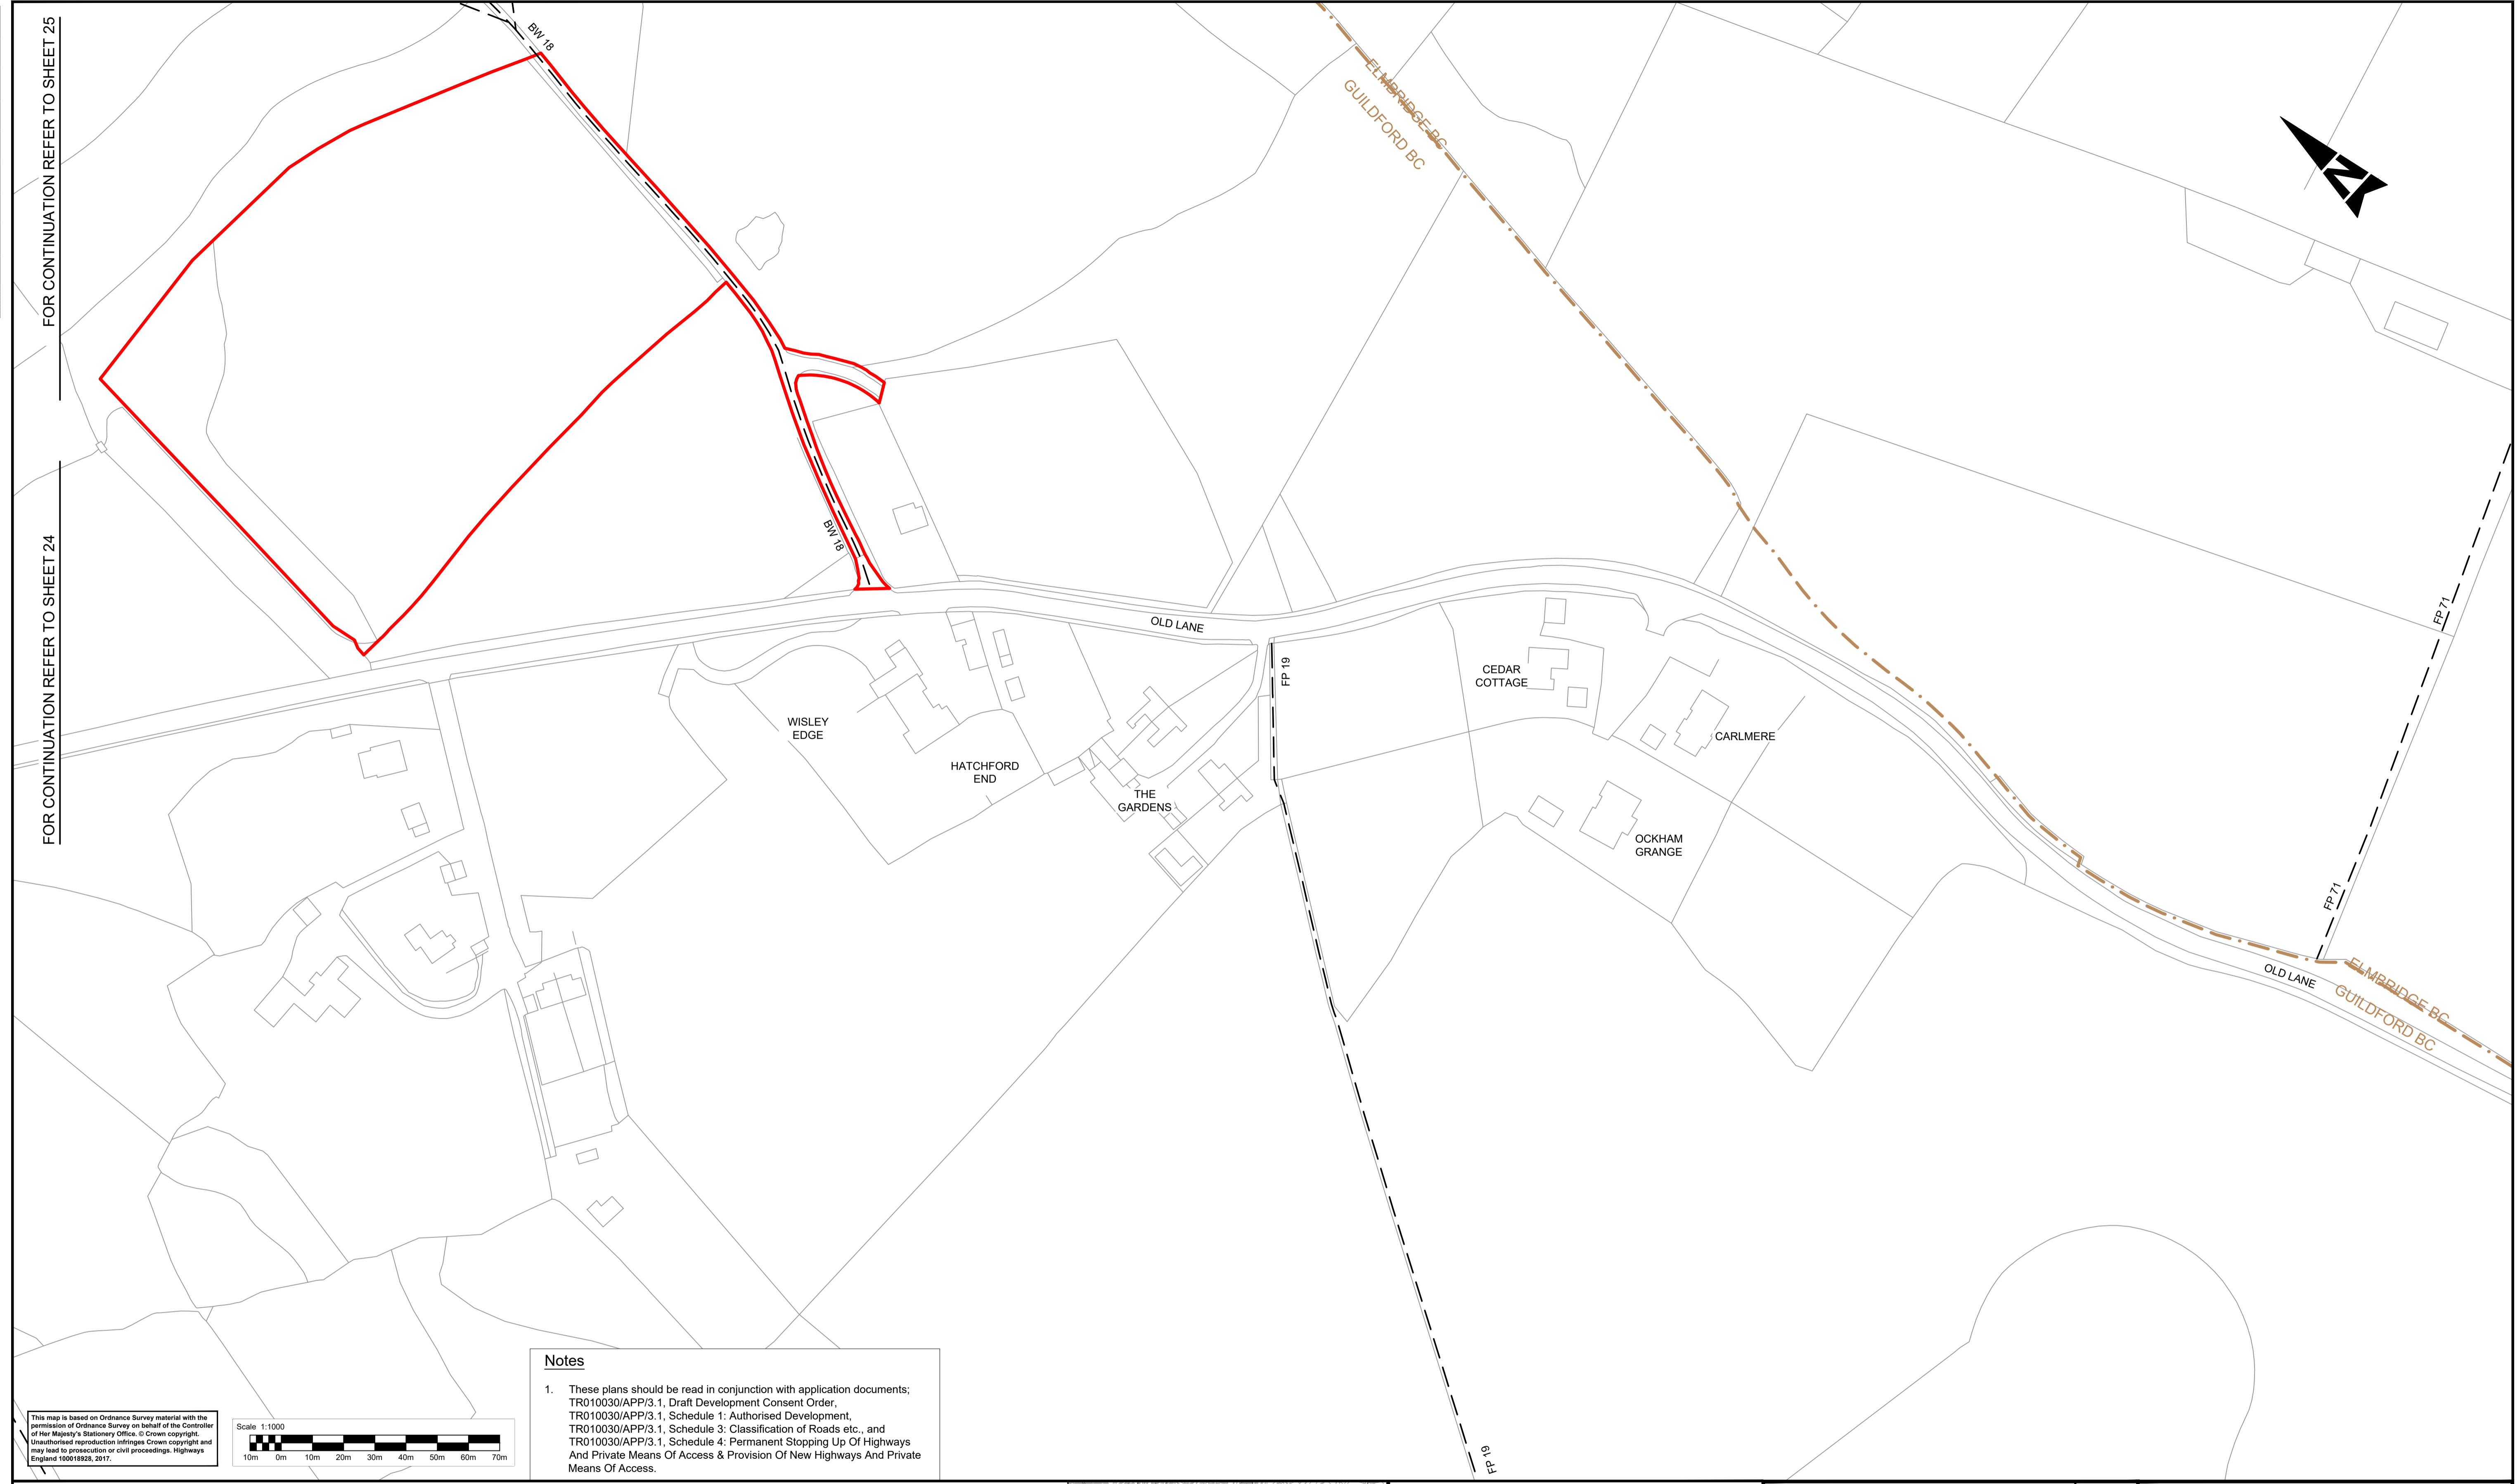 FOR CONTINUATION REFER TO SHEET 25
FOR CONTINUATION REFER TO SHEET 24
BW 18
BW 18
ELMBRIDGE BC
GUILDFORD BC
N
OLD LANE
FP 19
FP 71
FP 71
WISLEY
EDGE
HATCHFORD
END
THE
GARDENS
CEDAR
COTTAGE
CARLMERE
OCKHAM
GRANGE
OLD LANE
ELMBRIDGE BC
GUILDFORD BC
FP 19
Notes
1. These plans should be read in conjunction with application documents;
TR010030/APP/3.1, Draft Development Consent Order,
TR010030/APP/3.1, Schedule 1: Authorised Development,
TR010030/APP/3.1, Schedule 3: Classification of Roads etc., and
TR010030/APP/3.1, Schedule 4: Permanent Stopping Up Of Highways
And Private Means Of Access & Provision Of New Highways And Private
Means Of Access.
This map is based on Ordnance Survey material with the
permission of Ordnance Survey on behalf of the Controller
of Her Majesty's Stationery Office. © Crown copyright.
Unauthorised reproduction infringes Crown copyright and
may lead to prosecution or civil proceedings. Highways
England 100018928, 2017.
Scale 1:1000
10m 0m 10m 20m 30m 40m 50m 60m 70m